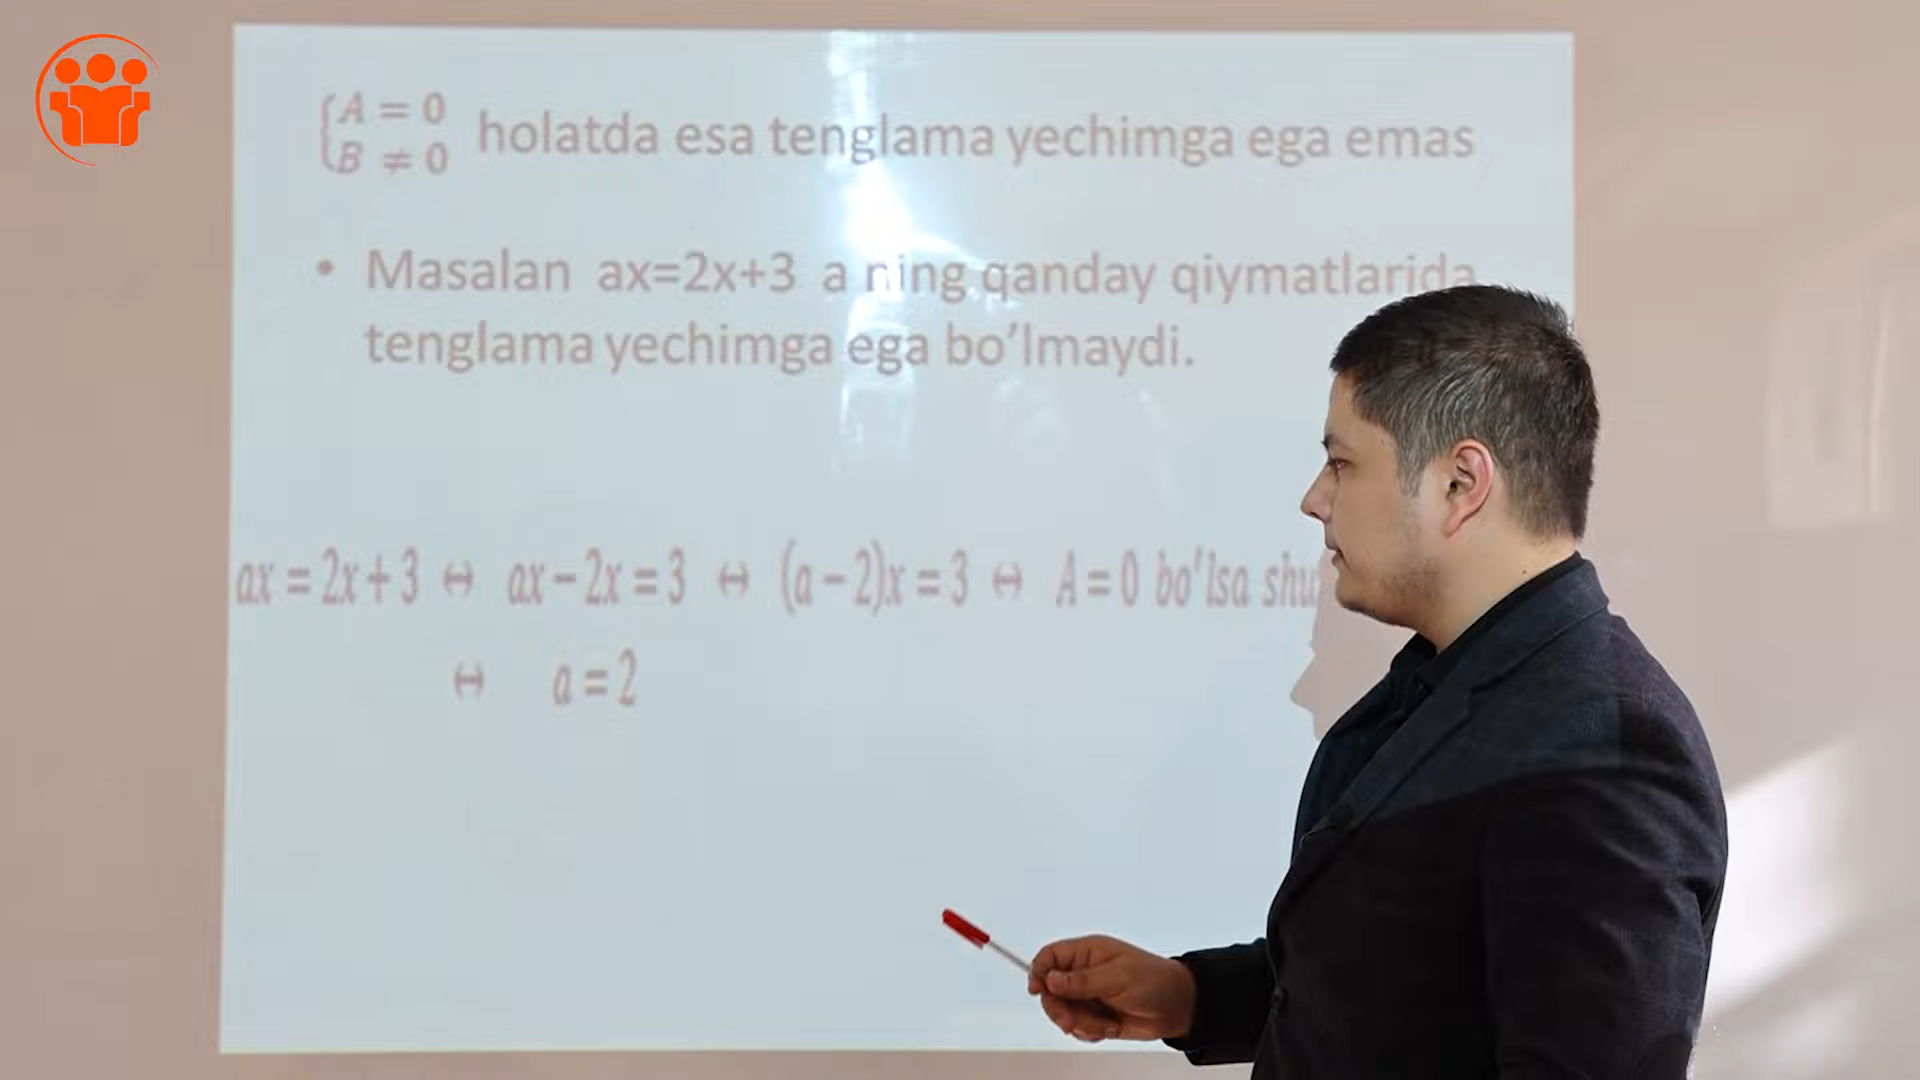 {A = 0
B ≠ 0 holatda esa tenglama yechimga ega emas
• Masalan ax=2x+3 a ning qanday qiymatlarida
tenglama yechimga ega bo’lmaydi.
ax = 2x + 3 ↔ ax − 2x = 3 ↔ (a − 2)x = 3 ↔ A = 0 bo'lsa
↔ a = 2